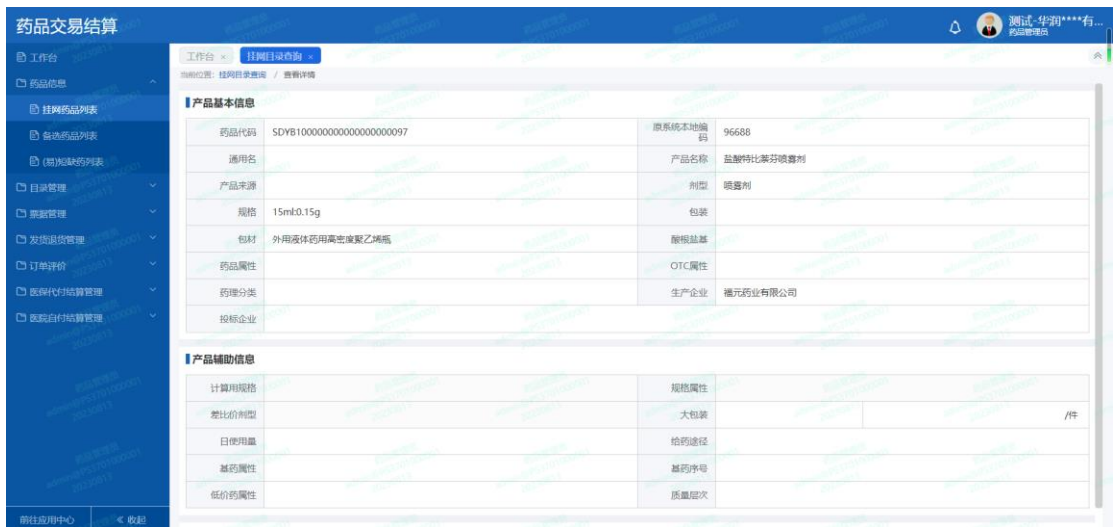 药品交易结算
测试-华润****有...
药品管理员
工作台
药品信息
挂网药品列表
备选药品列表
(易)短缺药列表
目录管理
票据管理
发货退货管理
订单评价
医保代付结算管理
医院自付结算管理
前往应用中心
《 收起
工作台 ×
挂网目录查询 ×
当前位置: 挂网目录查询 / 查看详情
产品基本信息
药品代码 SDYB100000000000000000097 原系统本地编码 96688
通用名 产品名称 盐酸特比萘芬喷雾剂
产品来源 剂型 喷雾剂
规格 15ml:0.15g 包装
包材 外用液体药用高密度聚乙烯瓶 酸根盐基
药品属性 OTC属性
药理分类 生产企业 福元药业有限公司
投标企业
产品辅助信息
计算用规格 规格属性
差比价剂型 大包装 /件
日使用量 给药途径
基药属性 基药序号
低价药属性 质量层次